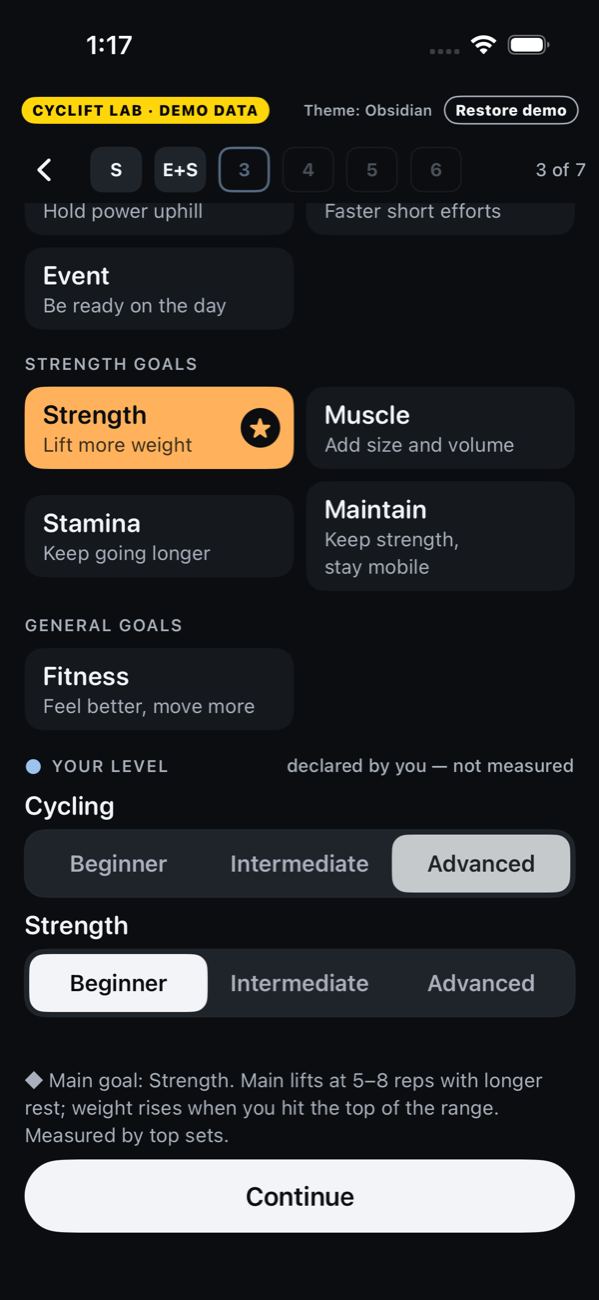 1:17
CYCLIFT LAB · DEMO DATA
Theme: Obsidian
Restore demo
S
E+S
3
4
5
6
3 of 7
Hold power uphill
Faster short efforts
Event
Be ready on the day
STRENGTH GOALS
Strength
Lift more weight
Muscle
Add size and volume
Stamina
Keep going longer
Maintain
Keep strength,
stay mobile
GENERAL GOALS
Fitness
Feel better, move more
YOUR LEVEL
declared by you — not measured
Cycling
Beginner
Intermediate
Advanced
Strength
Beginner
Intermediate
Advanced
◆ Main goal: Strength. Main lifts at 5–8 reps with longer
rest; weight rises when you hit the top of the range.
Measured by top sets.
Continue